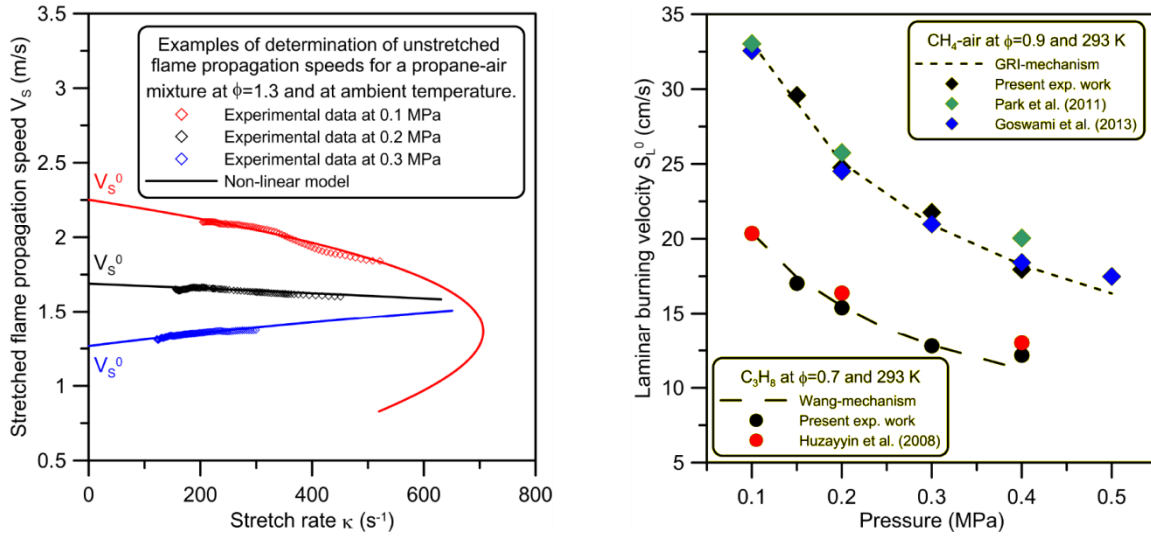 Stretched flame propagation speed V_S (m/s)
3.5
3
2.5
2
1.5
1
0.5
Examples of determination of unstretched
flame propagation speeds for a propane-air
mixture at ϕ=1.3 and at ambient temperature.
Experimental data at 0.1 MPa
Experimental data at 0.2 MPa
Experimental data at 0.3 MPa
Non-linear model
V_S^0
V_S^0
V_S^0
0
200
400
600
800
Stretch rate κ (s⁻¹)
Laminar burning velocity S_L^0 (cm/s)
35
30
25
20
15
10
5
CH₄-air at ϕ=0.9 and 293 K
GRI-mechanism
Present exp. work
Park et al. (2011)
Goswami et al. (2013)
C₃H₈ at ϕ=0.7 and 293 K
Wang-mechanism
Present exp. work
Huzayyin et al. (2008)
0.1
0.2
0.3
0.4
0.5
Pressure (MPa)